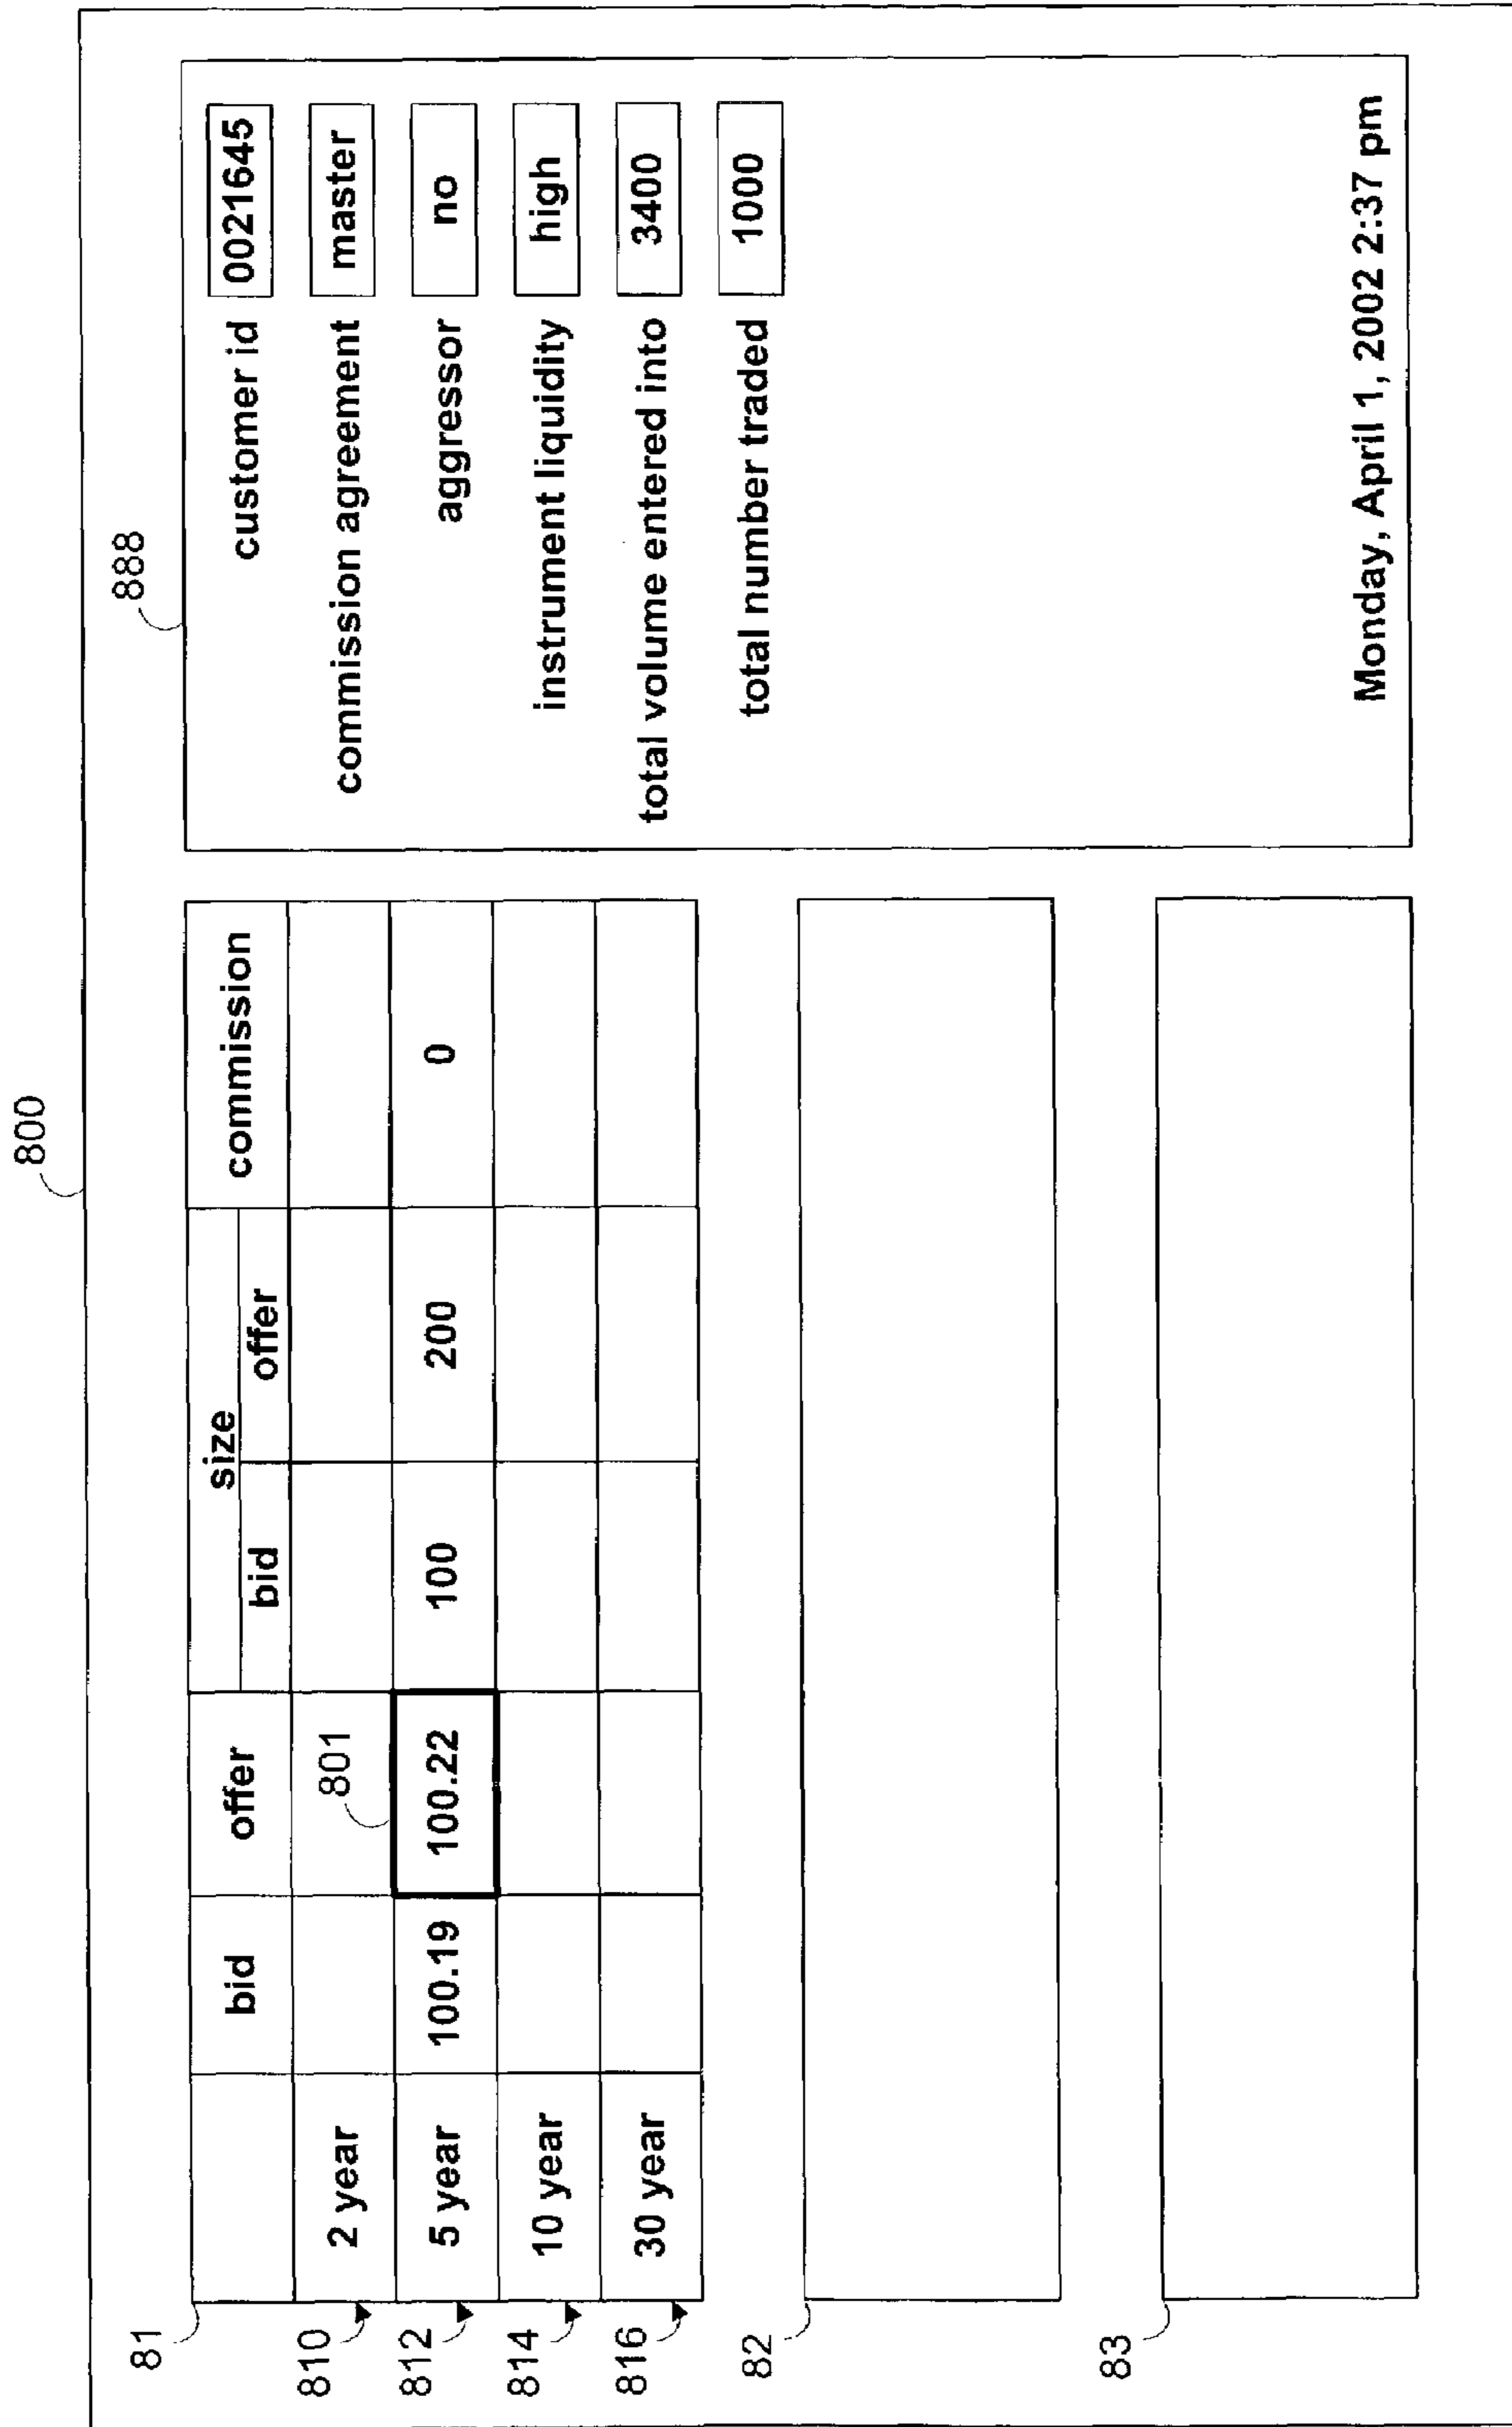 800
888
81
bid offer size commission
bid offer
810 2 year
801
812 5 year 100.19 100.22 100 200 0
814 10 year
816 30 year
82
83
customer id 0021645
commission agreement master
aggressor no
instrument liquidity high
total volume entered into 3400
total number traded 1000
Monday, April 1, 2002 2:37 pm